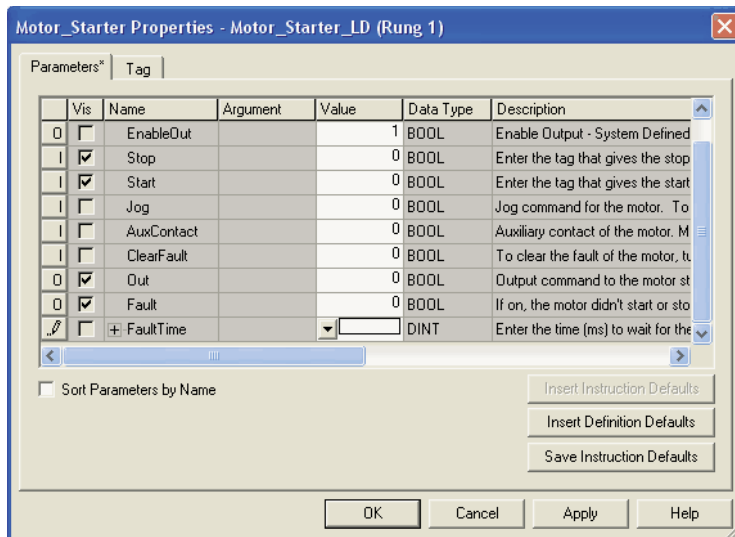 Motor_Starter Properties - Motor_Starter_LD (Rung 1)
Parameters* Tag
Vis Name Argument Value Data Type Description
O EnableOut 1 BOOL Enable Output - System Defined
I Stop 0 BOOL Enter the tag that gives the stop
I Start 0 BOOL Enter the tag that gives the start
I Jog 0 BOOL Jog command for the motor. To
I AuxContact 0 BOOL Auxiliary contact of the motor. M
I ClearFault 0 BOOL To clear the fault of the motor, tu
O Out 0 BOOL Output command to the motor st
O Fault 0 BOOL If on, the motor didn't start or sto
FaultTime DINT Enter the time (ms) to wait for the
Sort Parameters by Name
Insert Instruction Defaults
Insert Definition Defaults
Save Instruction Defaults
OK Cancel Apply Help